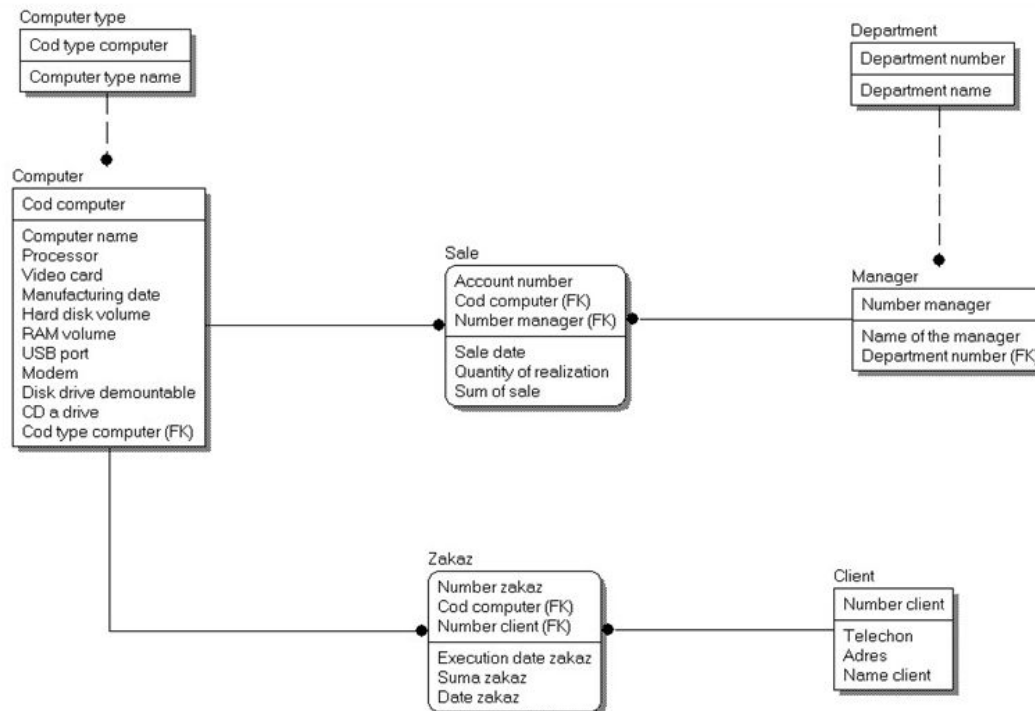 Computer type
Cod type computer
Computer type name
Department
Department number
Department name
Computer
Cod computer
Computer name
Processor
Video card
Manufacturing date
Hard disk volume
RAM volume
USB port
Modem
Disk drive demountable
CD a drive
Cod type computer (FK)
Sale
Account number
Cod computer (FK)
Number manager (FK)
Sale date
Quantity of realization
Sum of sale
Manager
Number manager
Name of the manager
Department number (FK)
Zakaz
Number zakaz
Cod computer (FK)
Number client (FK)
Execution date zakaz
Suma zakaz
Date zakaz
Client
Number client
Telechon
Adres
Name client